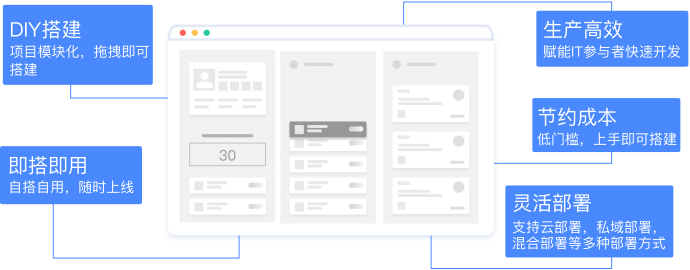 DIY搭建
项目模块化，拖拽即可
搭建
即搭即用
自搭自用，随时上线
30
生产高效
赋能IT参与者快速开发
节约成本
低门槛，上手即可搭建
灵活部署
支持云部署，私域部署，
混合部署等多种部署方式